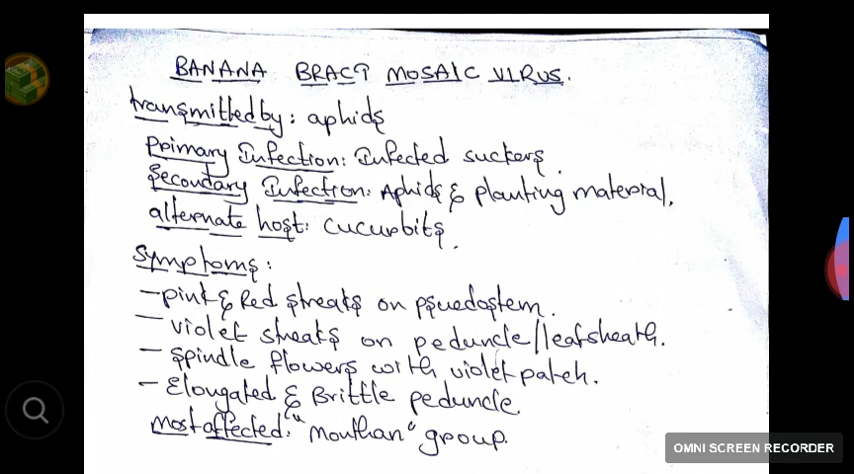 BANANA BRACT MOSAIC VIRUS.
transmitted by: aphids
Primary Infection: Infected suckers.
Secondary Infection: Aphids & planting material.
alternate host: cucurbits.
Symptoms:
- pink & Red streaks on psuedostem.
- violet streaks on peduncle/leafsheath.
- spindle flowers with violet patch.
- Elongated & Brittle peduncle.
most affected: "mouthan" group.
OMNI SCREEN RECORDER